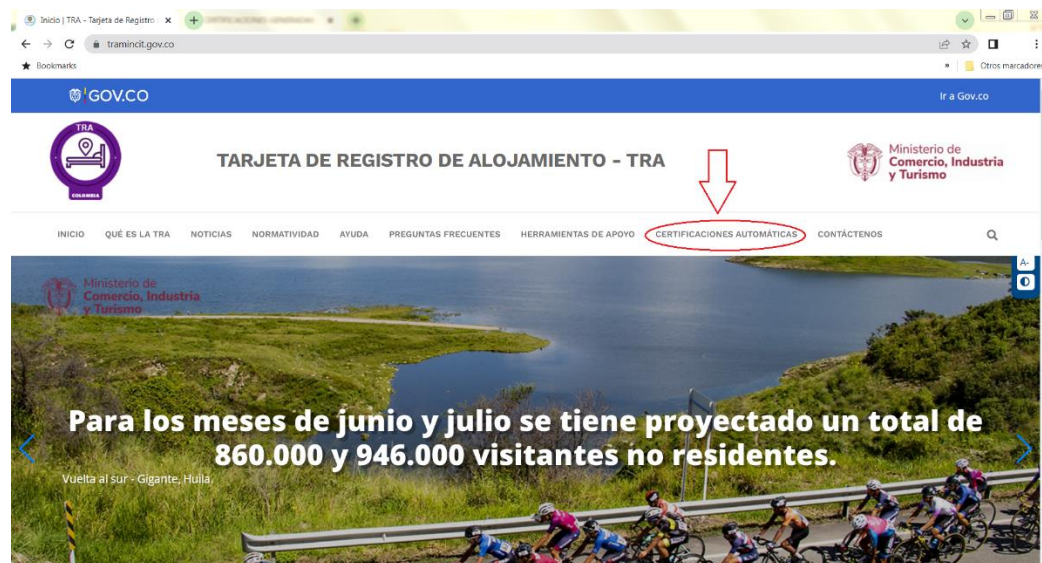 Inicio | TRA - Tarjeta de Registro
tramincit.gov.co
Bookmarks
»
Otros marcadores
GOV.CO
Ir a Gov.co
TRA
COLOMBIA
TARJETA DE REGISTRO DE ALOJAMIENTO - TRA
Ministerio de
Comercio, Industria
y Turismo
INICIO QUÉ ES LA TRA NOTICIAS NORMATIVIDAD AYUDA PREGUNTAS FRECUENTES HERRAMIENTAS DE APOYO CERTIFICACIONES AUTOMÁTICAS CONTÁCTENOS
A-
Ministerio de
Comercio, Industria
y Turismo
Para los meses de junio y julio se tiene proyectado un total de
860.000 y 946.000 visitantes no residentes.
Vuelta al sur - Gigante, Huila.